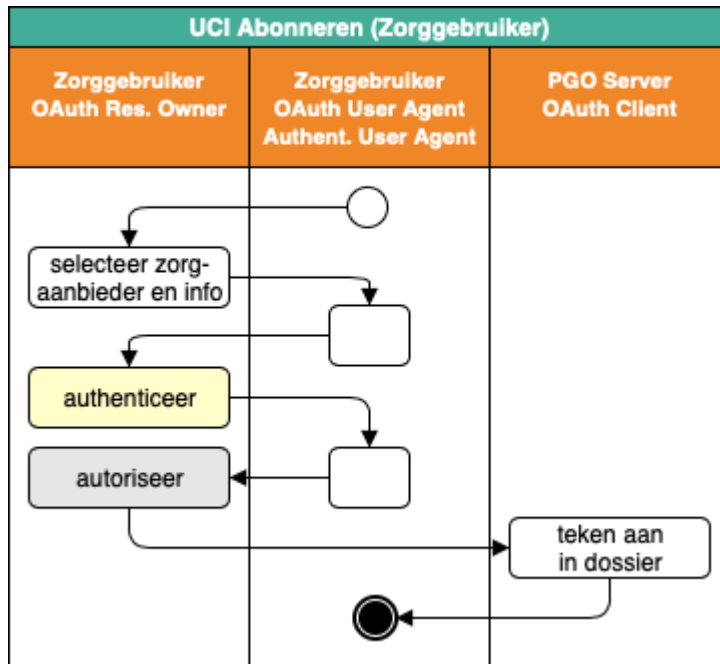 UCI Abonneren (Zorggebruiker)
Zorggebruiker
OAuth Res. Owner
Zorggebruiker
OAuth User Agent
Authent. User Agent
PGO Server
OAuth Client
selecteer zorg-
aanbieder en info
authenticeer
autoriseer
teken aan
in dossier